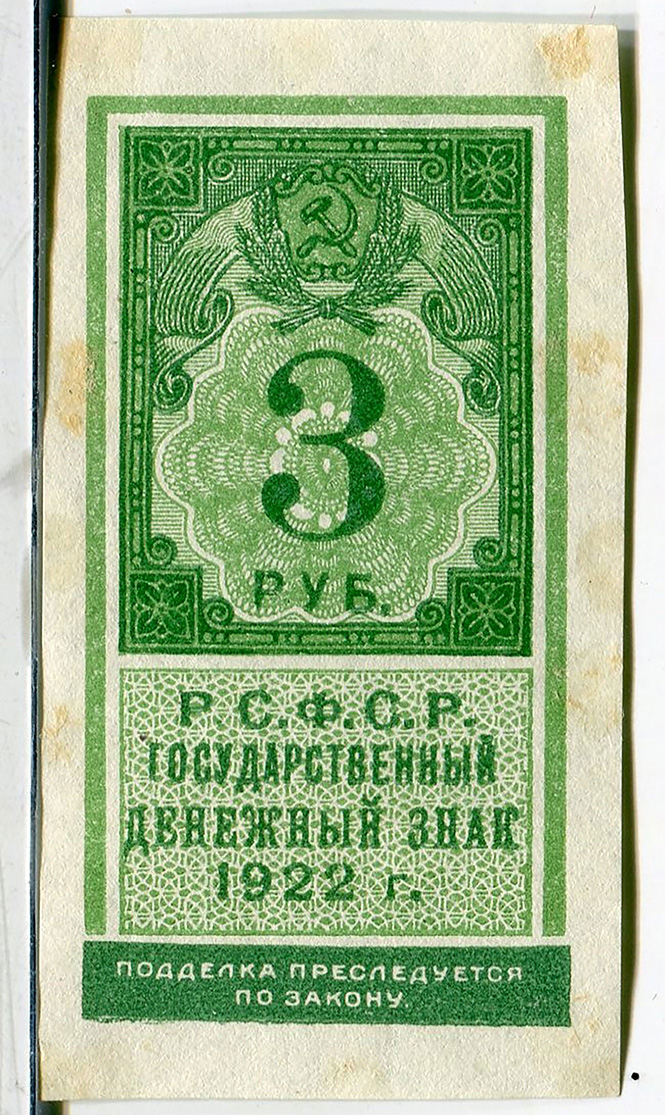 3
РУБ.
Р.С.Ф.С.Р.
ГОСУДАРСТВЕННЫЙ
ДЕНЕЖНЫЙ ЗНАК
1922 г.
ПОДДЕЛКА ПРЕСЛЕДУЕТСЯ
ПО ЗАКОНУ.